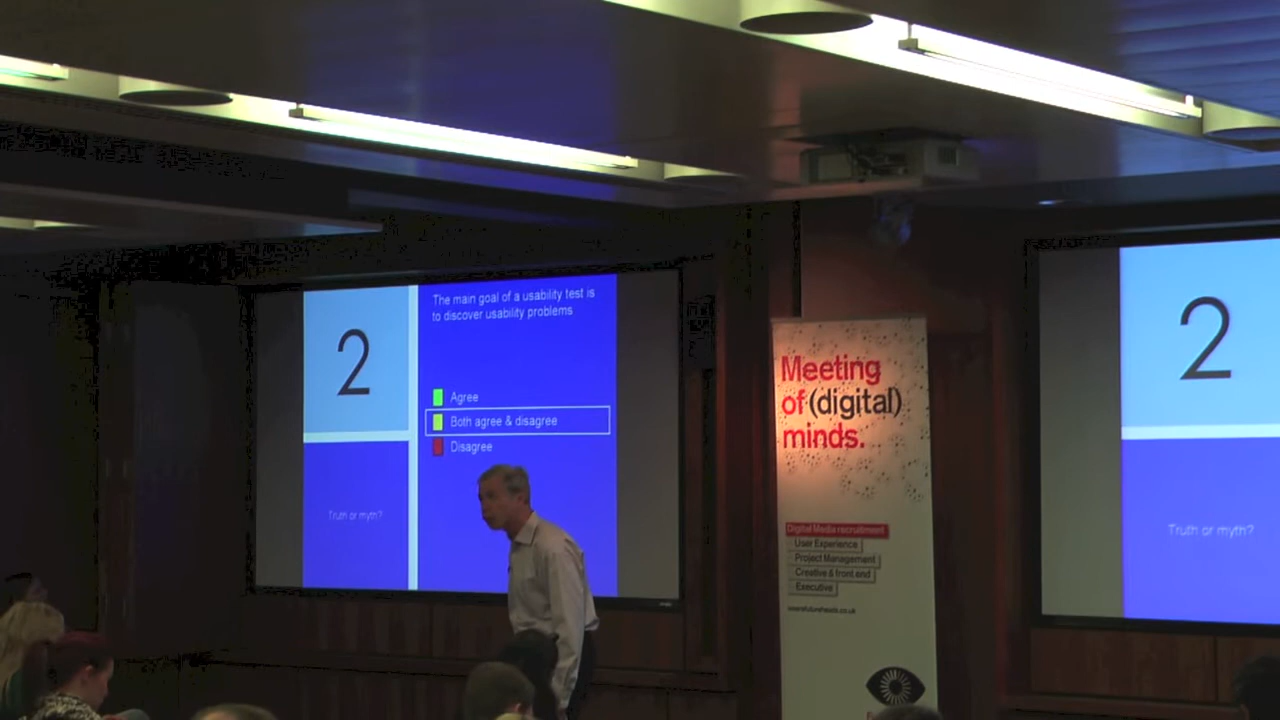 2
The main goal of a usability test is
to discover usability problems
Agree
Both agree & disagree
Disagree
Truth or myth?
Meeting
of (digital)
minds.
Digital Media recruitment
User Experience
Project Management
Creative & front end
Executive
2
Truth or myth?